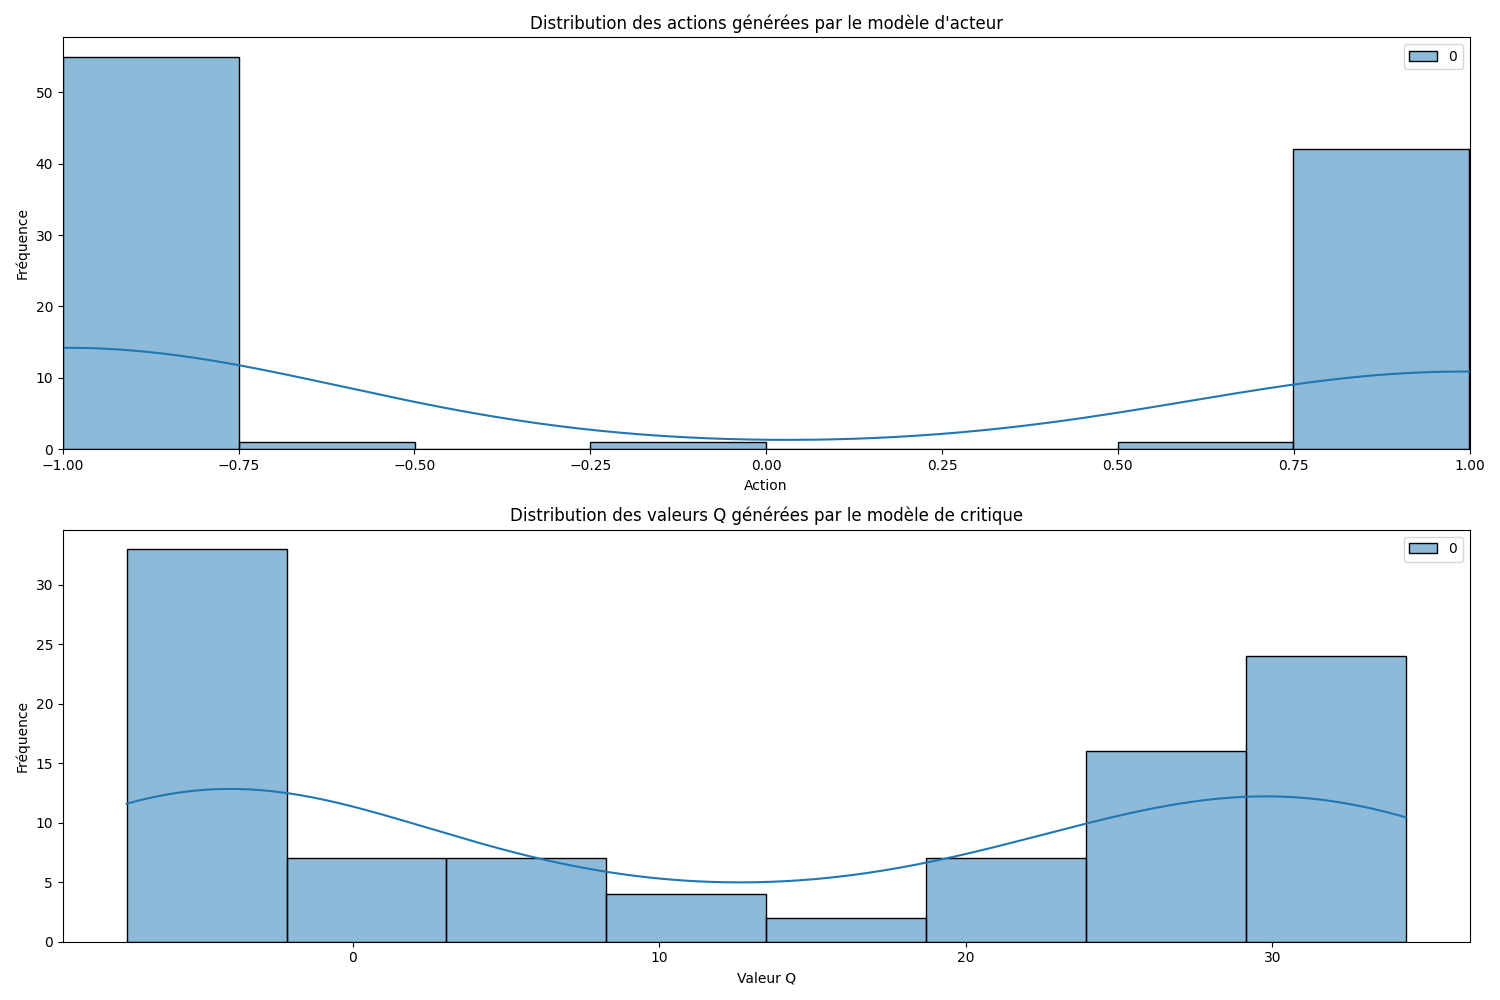 Distribution des actions générées par le modèle d'acteur
0
50
40
30
20
10
0
Fréquence
−1.00 −0.75 −0.50 −0.25 0.00 0.25 0.50 0.75 1.00
Action
Distribution des valeurs Q générées par le modèle de critique
0
30
25
20
15
10
5
0
Fréquence
0 10 20 30
Valeur Q